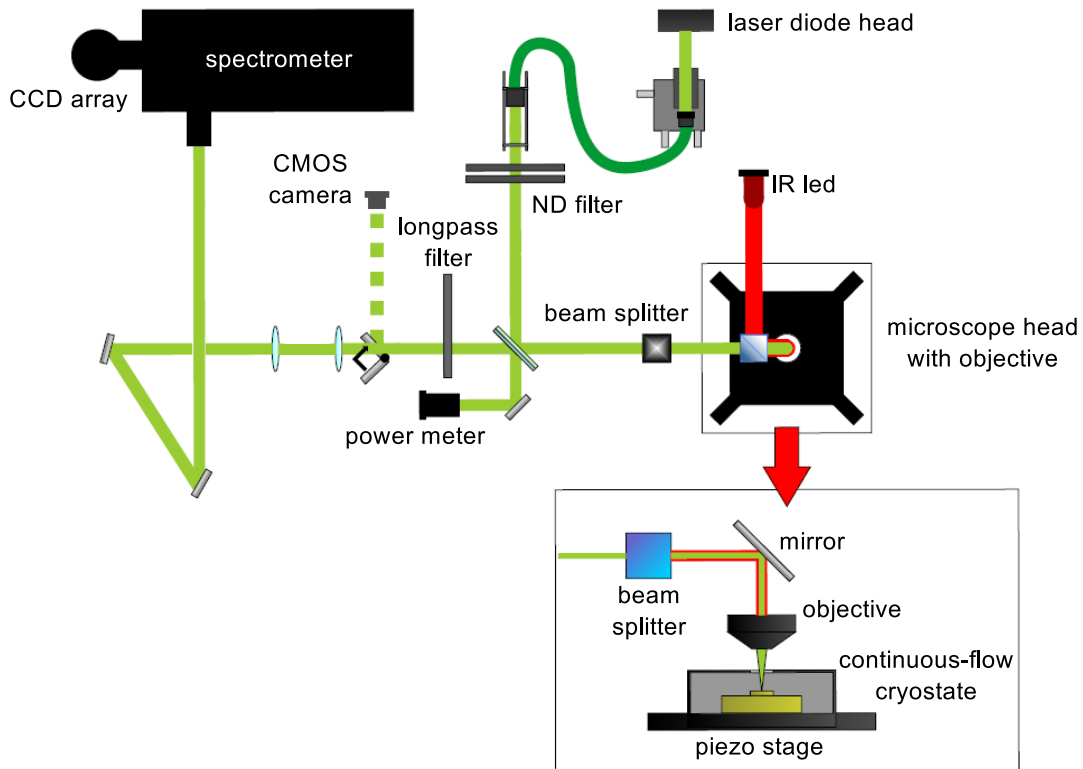 laser diode head
spectrometer
CCD array
CMOS
camera
ND filter
IR led
longpass
filter
beam splitter
microscope head
with objective
power meter
mirror
beam
splitter
objective
continuous-flow
cryostate
piezo stage